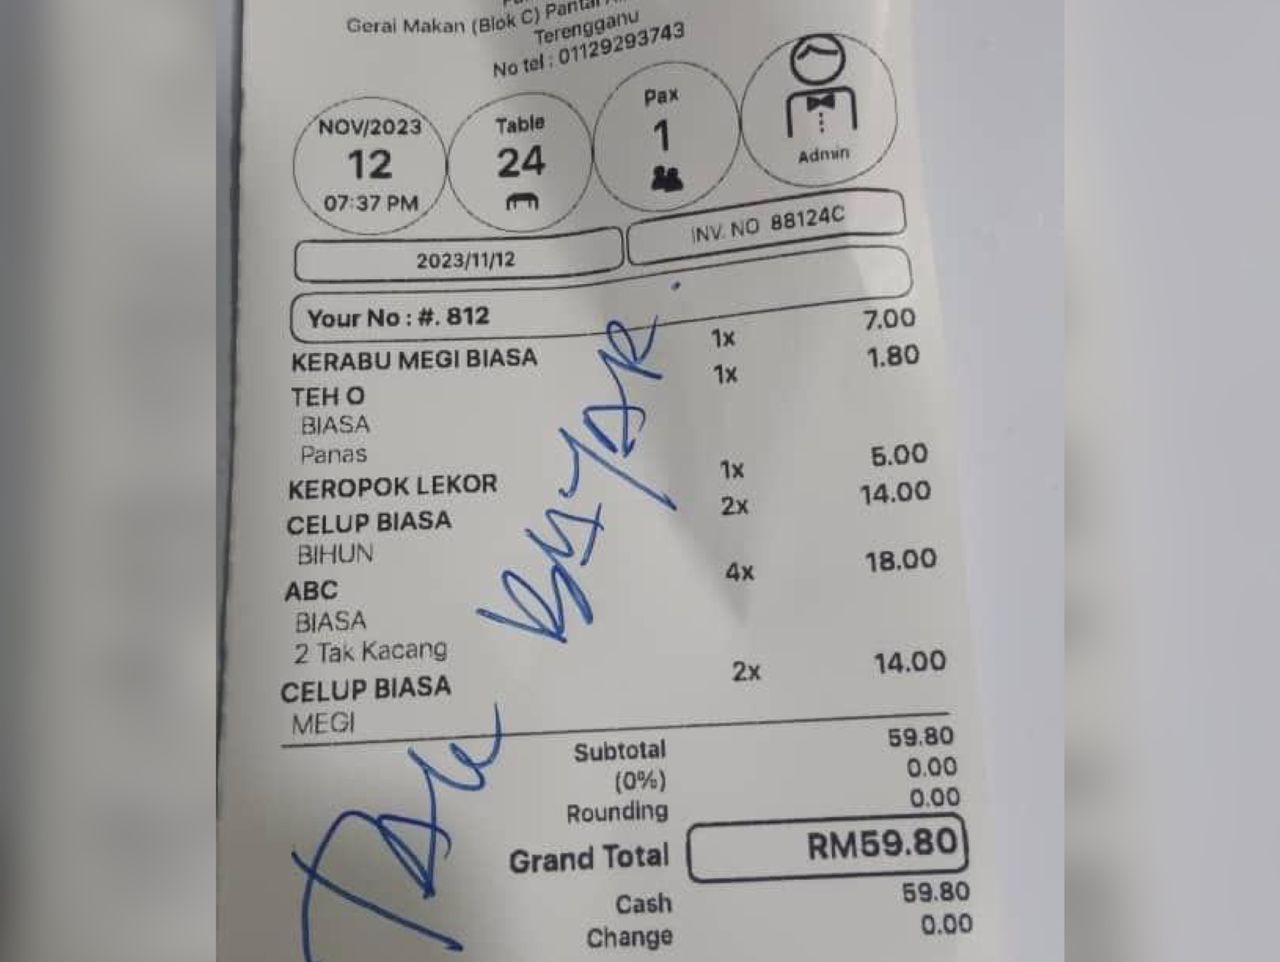 Gerai Makan (Blok C) Pantai
Terengganu
No tel : 01129293743
NOV/2023
12
07:37 PM
Table
24
Pax
1
Admin
2023/11/12
INV. NO 88124C
Your No : #. 812
KERABU MEGI BIASA 1x 7.00
TEH O 1x 1.80
BIASA
Panas
KEROPOK LEKOR 1x 5.00
CELUP BIASA 2x 14.00
BIHUN
ABC 4x 18.00
BIASA
2 Tak Kacang
CELUP BIASA 2x 14.00
MEGI
Subtotal 59.80
(0%) 0.00
Rounding 0.00
Grand Total RM59.80
Cash 59.80
Change 0.00